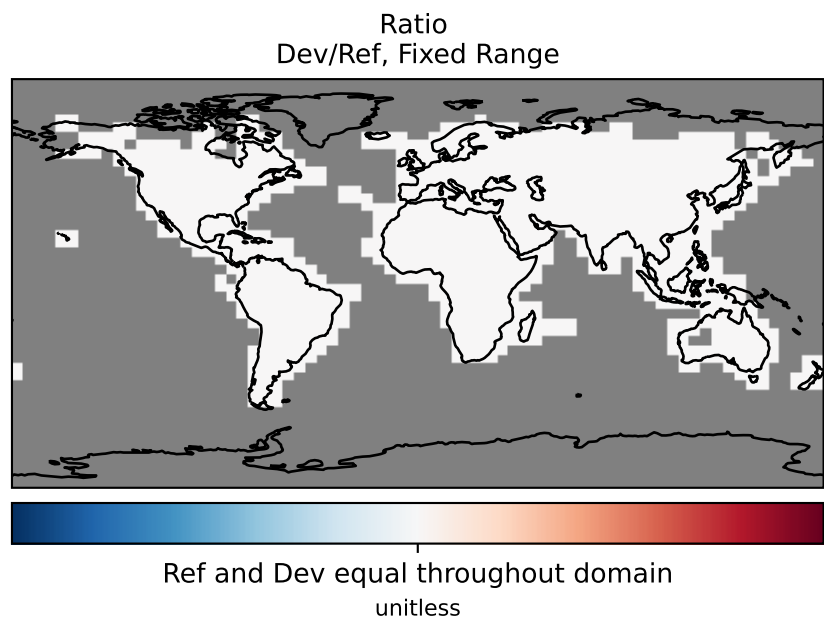 Ratio
Dev/Ref, Fixed Range
Ref and Dev equal throughout domain
unitless